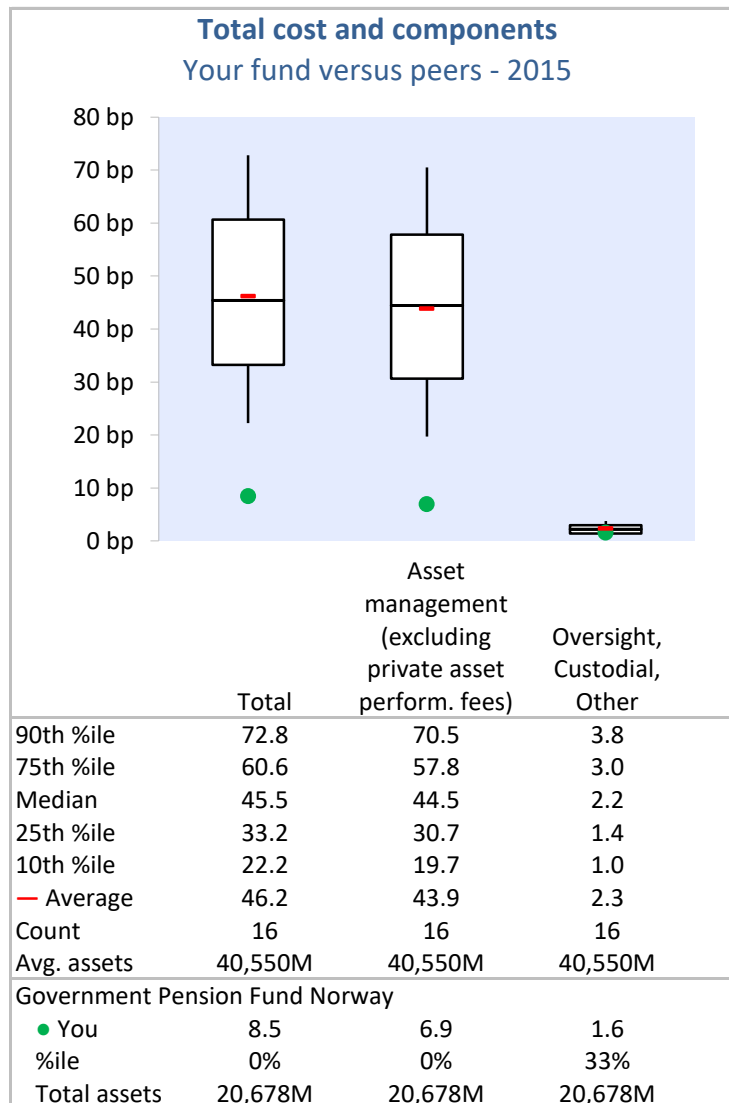 Total cost and components
Your fund versus peers - 2015
80 bp
70 bp
60 bp
50 bp
40 bp
30 bp
20 bp
10 bp
0 bp
Total
Asset
management
(excluding
private asset
perform. fees)
Oversight,
Custodial,
Other
90th %ile 72.8 70.5 3.8
75th %ile 60.6 57.8 3.0
Median 45.5 44.5 2.2
25th %ile 33.2 30.7 1.4
10th %ile 22.2 19.7 1.0
Average 46.2 43.9 2.3
Count 16 16 16
Avg. assets 40,550M 40,550M 40,550M
Government Pension Fund Norway
You 8.5 6.9 1.6
%ile 0% 0% 33%
Total assets 20,678M 20,678M 20,678M